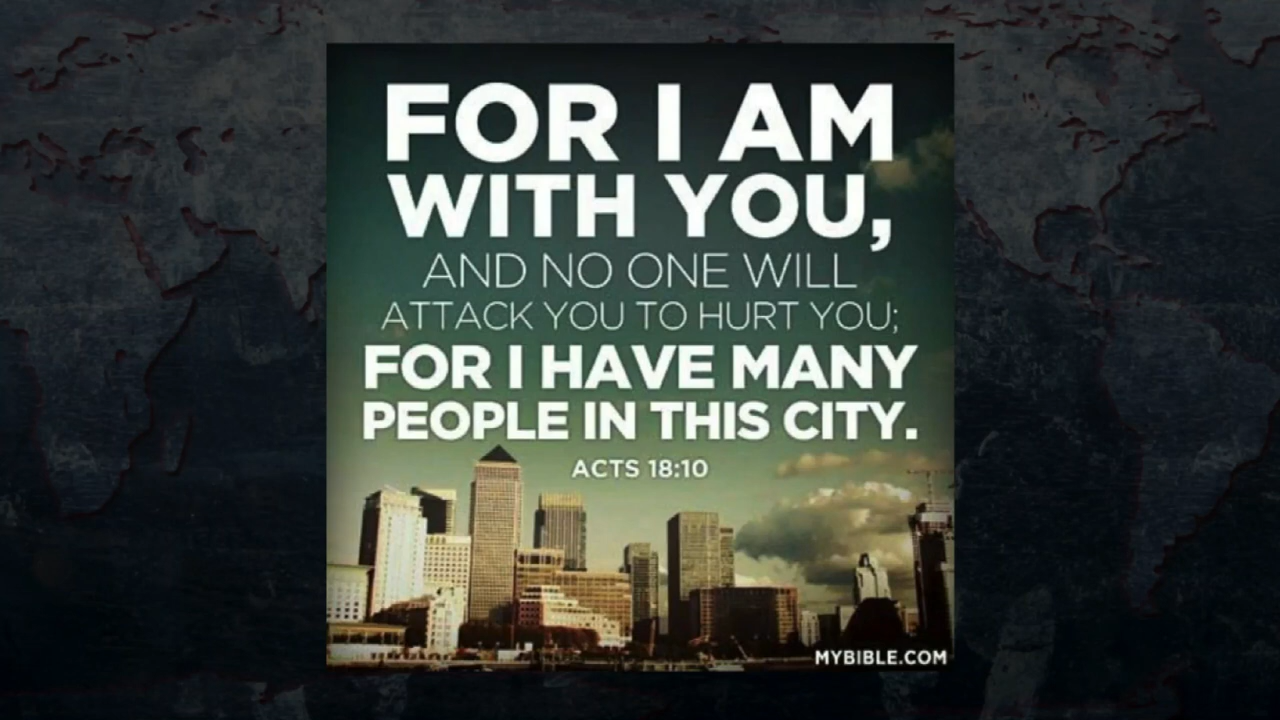 FOR I AM
WITH YOU,
AND NO ONE WILL
ATTACK YOU TO HURT YOU;
FOR I HAVE MANY
PEOPLE IN THIS CITY.
ACTS 18:10
MYBIBLE.COM